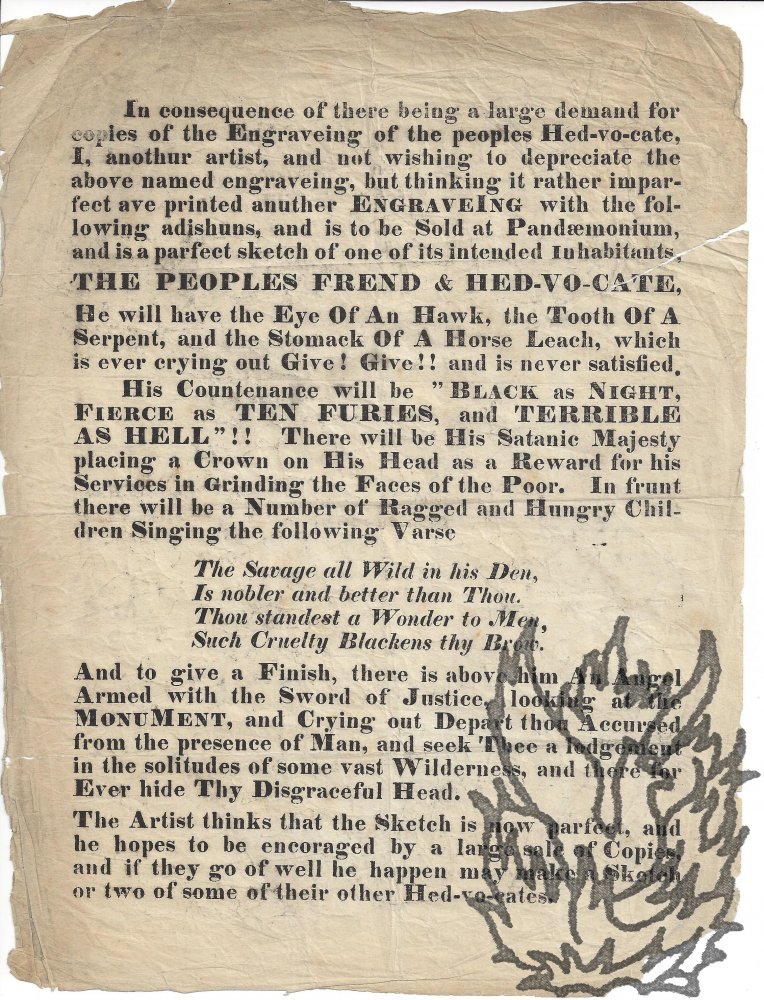 In consequence of there being a large demand for
copies of the Engraveing of the peoples Hed-vo-cate,
I, anothur artist, and not wishing to depreciate the
above named engraveing, but thinking it rather impar-
fect ave printed anuther ENGRAVEING with the fol-
lowing adishuns, and is to be Sold at Pandæmonium,
and is a parfect sketch of one of its intended Inhabitants,
THE PEOPLES FREND & HED-VO-CATE,
He will have the Eye Of An Hawk, the Tooth Of A
Serpent, and the Stomack Of A Horse Leach, which
is ever crying out Give! Give!! and is never satisfied.
His Countenance will be "BLACK as NIGHT,
FIERCE as TEN FURIES, and TERRIBLE
AS HELL"!! There will be His Satanic Majesty
placing a Crown on His Head as a Reward for his
Services in Grinding the Faces of the Poor. In frunt
there will be a Number of Ragged and Hungry Chil-
dren Singing the following Varse
The Savage all Wild in his Den,
Is nobler and better than Thou.
Thou standest a Wonder to Men,
Such Cruelty Blackens thy Brow.
And to give a Finish, there is above him An Angel
Armed with the Sword of Justice, looking at the
MONUMENT, and Crying out Depart thou Accursed
from the presence of Man, and seek Thee a lodgement
in the solitudes of some vast Wilderness, and there for
Ever hide Thy Disgraceful Head.
The Artist thinks that the Sketch is now parfect, and
he hopes to be encoraged by a large sale of Copies,
and if they go of well he happen may make a Sketch
or two of some of their other Hed-vo-cates.